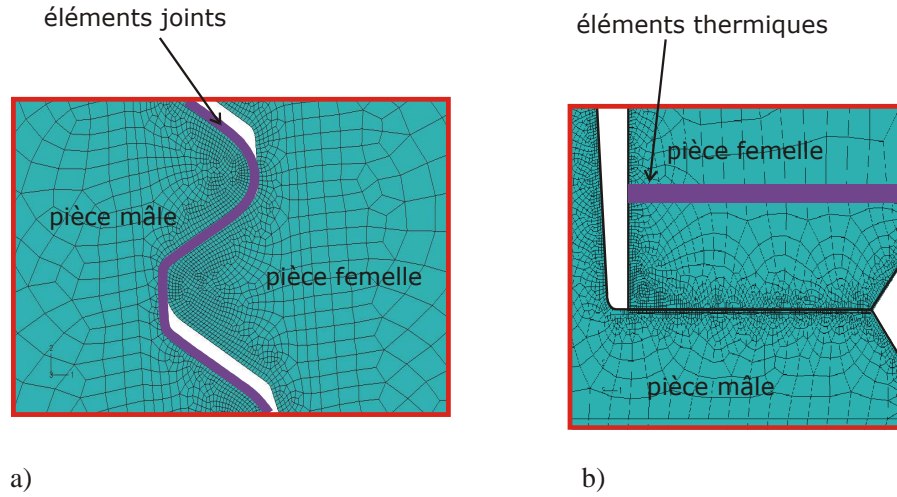 éléments joints
pièce mâle
pièce femelle
a)
éléments thermiques
pièce femelle
pièce mâle
b)